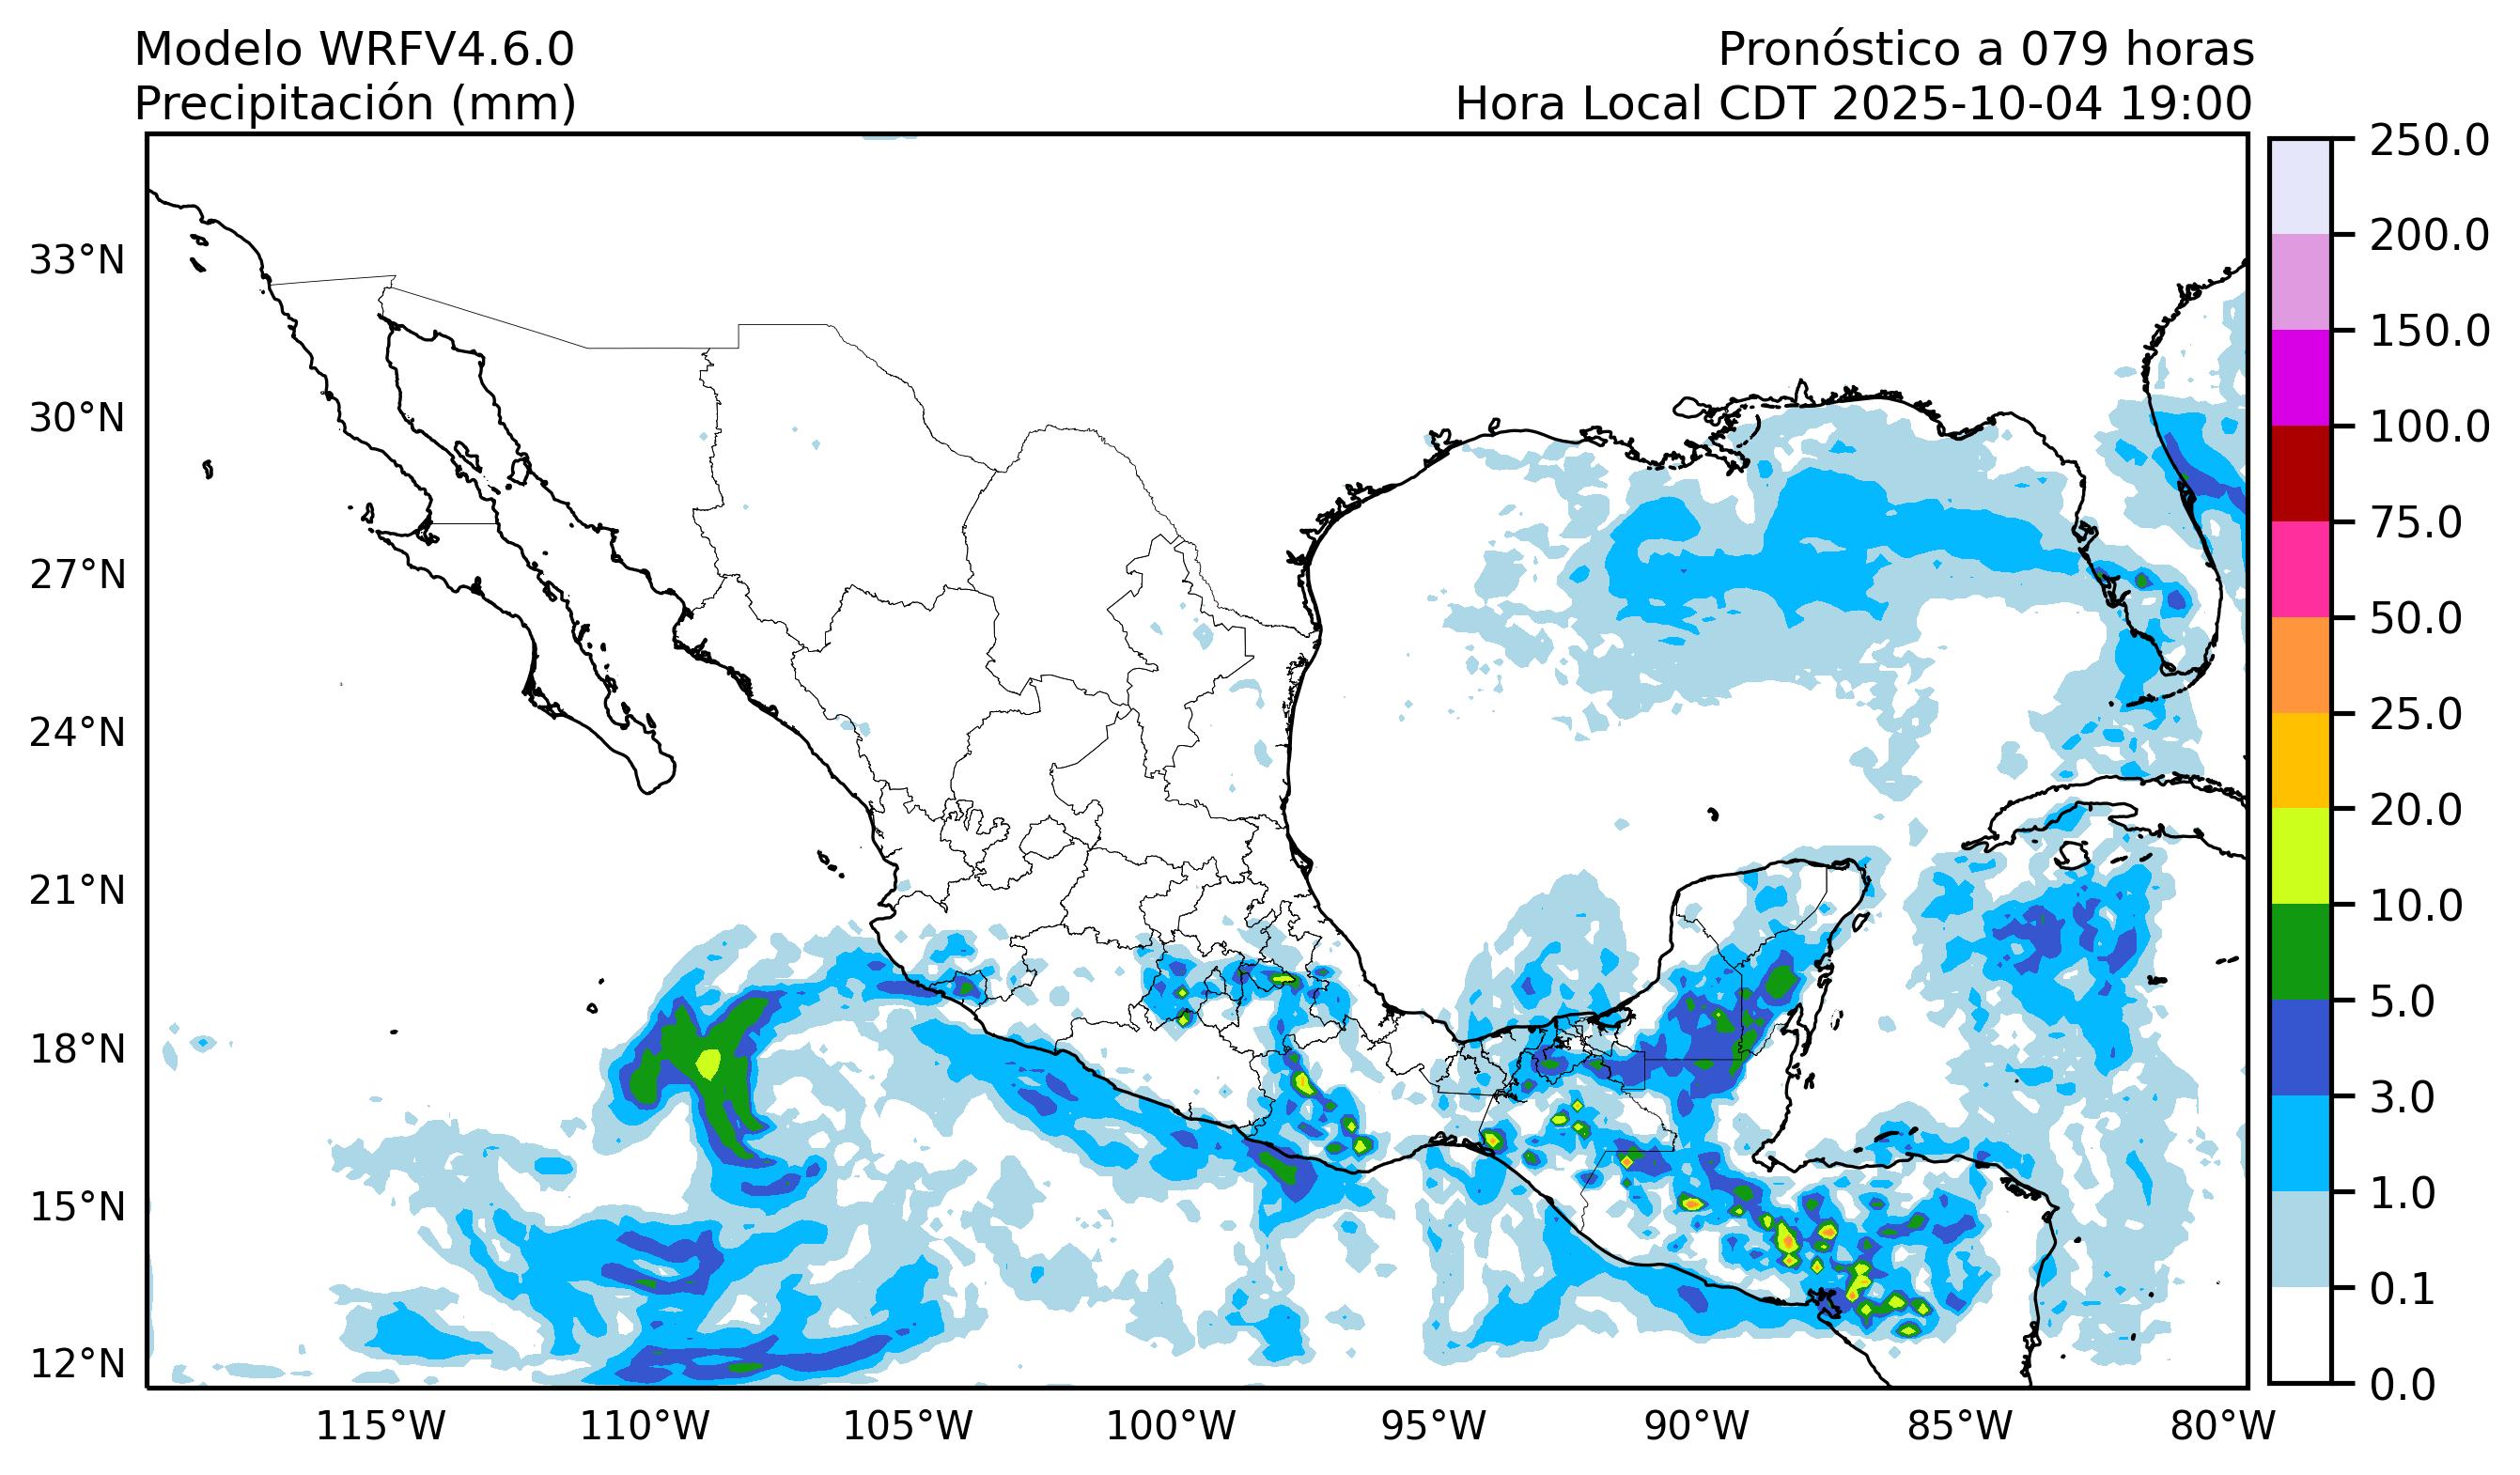 Modelo WRFV4.6.0
Precipitación (mm)
Pronóstico a 079 horas
Hora Local CDT 2025-10-04 19:00
33°N
30°N
27°N
24°N
21°N
18°N
15°N
12°N
115°W
110°W
105°W
100°W
95°W
90°W
85°W
80°W
250.0
200.0
150.0
100.0
75.0
50.0
25.0
20.0
10.0
5.0
3.0
1.0
0.1
0.0